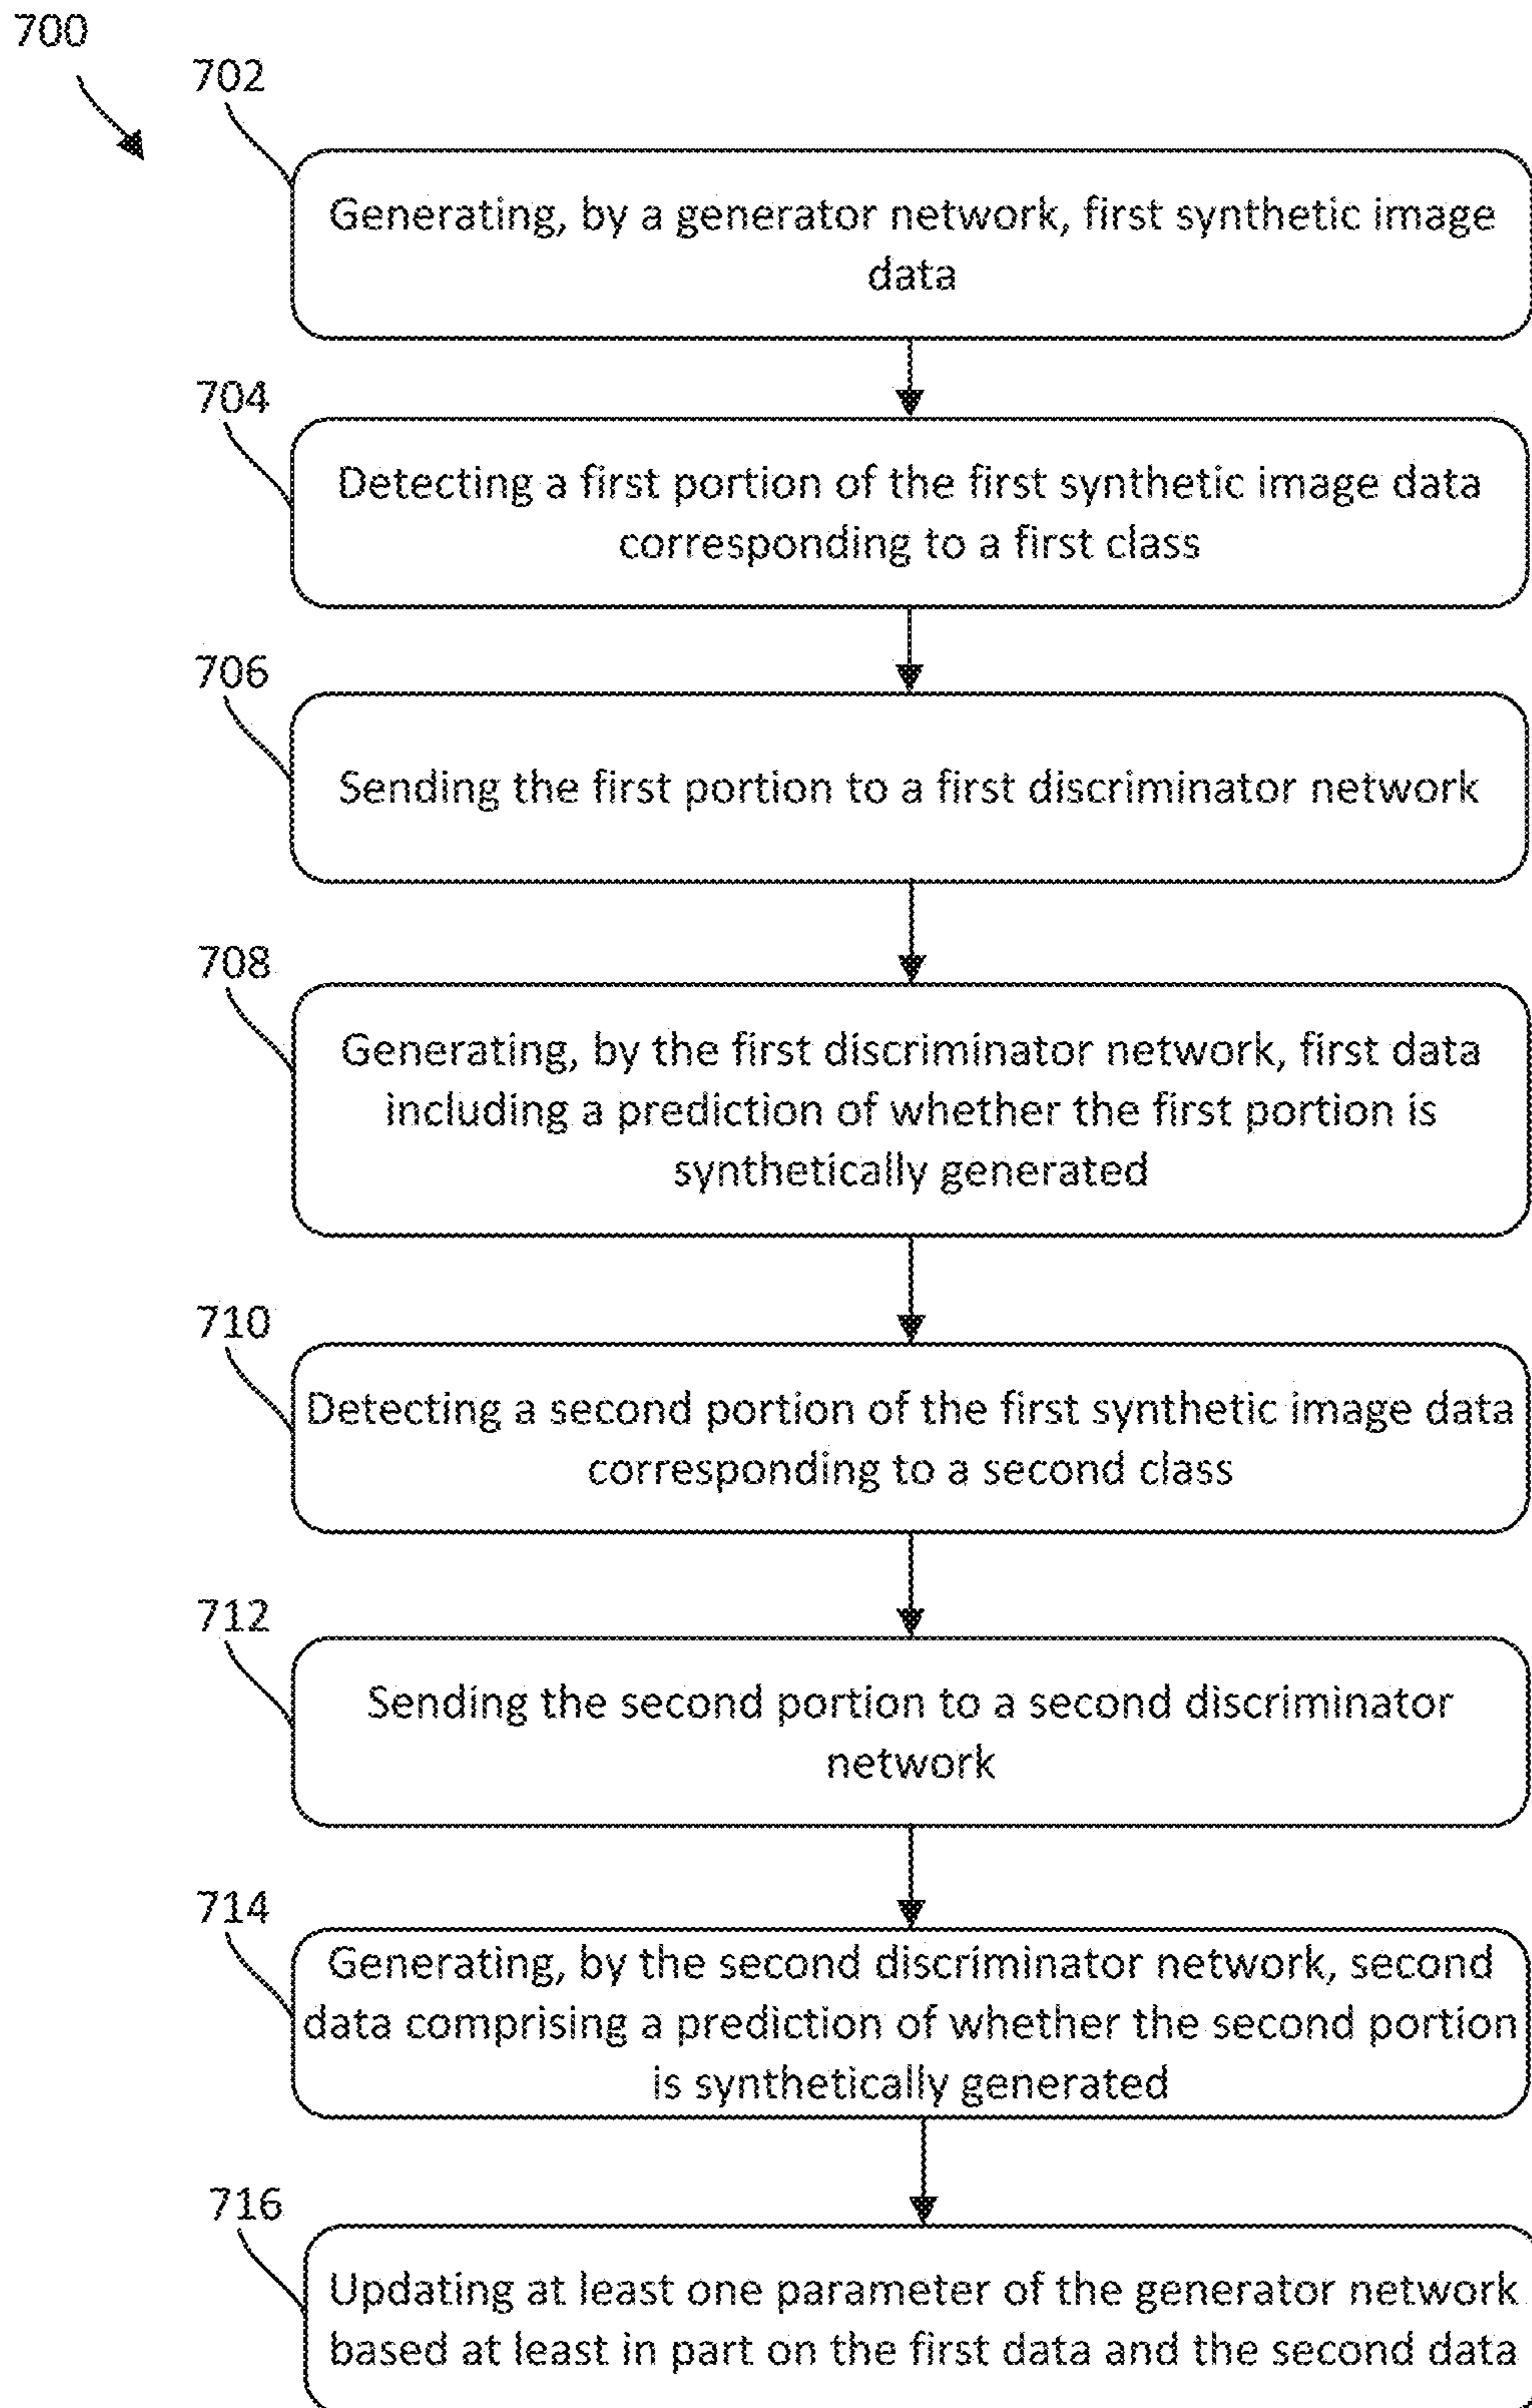 700
702
Generating, by a generator network, first synthetic image
data
704
Detecting a first portion of the first synthetic image data
corresponding to a first class
706
Sending the first portion to a first discriminator network
708
Generating, by the first discriminator network, first data
including a prediction of whether the first portion is
synthetically generated
710
Detecting a second portion of the first synthetic image data
corresponding to a second class
712
Sending the second portion to a second discriminator
network
714
Generating, by the second discriminator network, second
data comprising a prediction of whether the second portion
is synthetically generated
716
Updating at least one parameter of the generator network
based at least in part on the first data and the second data